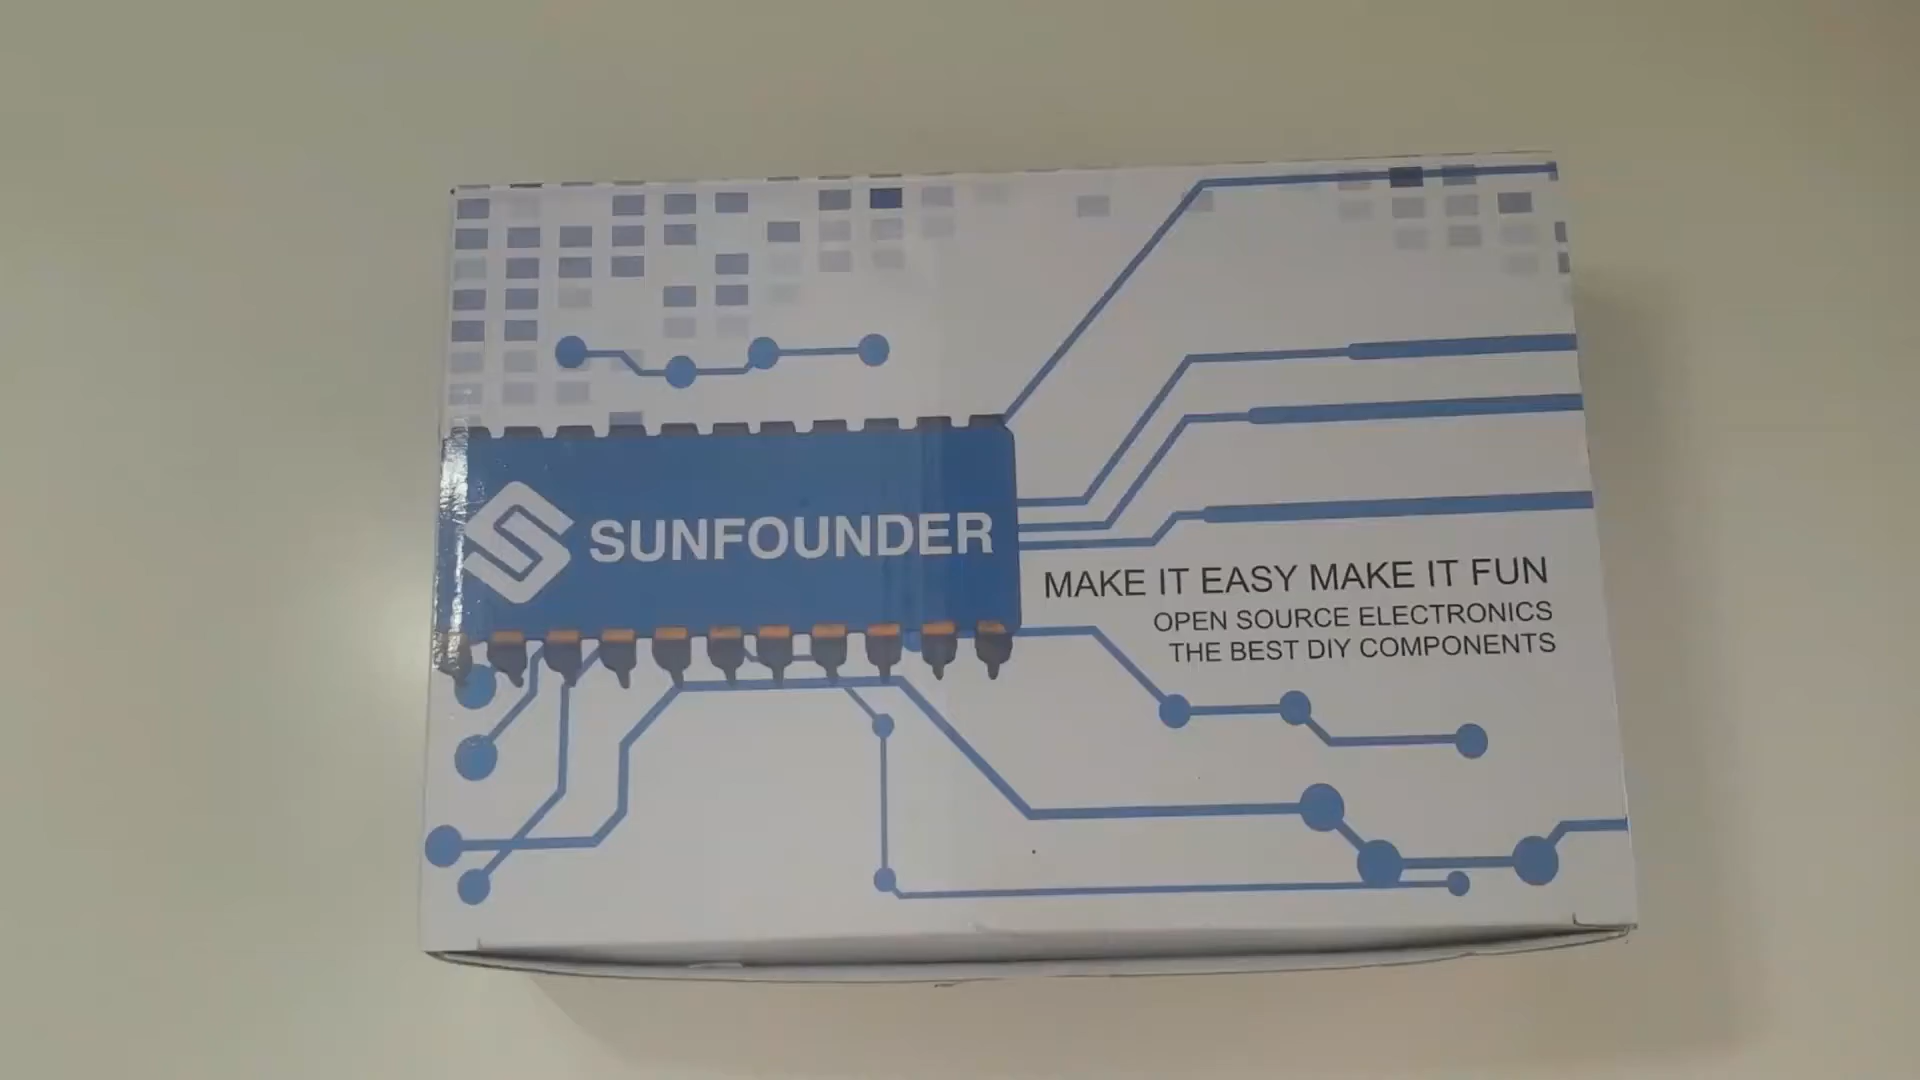 SUNFOUNDER
MAKE IT EASY MAKE IT FUN
OPEN SOURCE ELECTRONICS
THE BEST DIY COMPONENTS